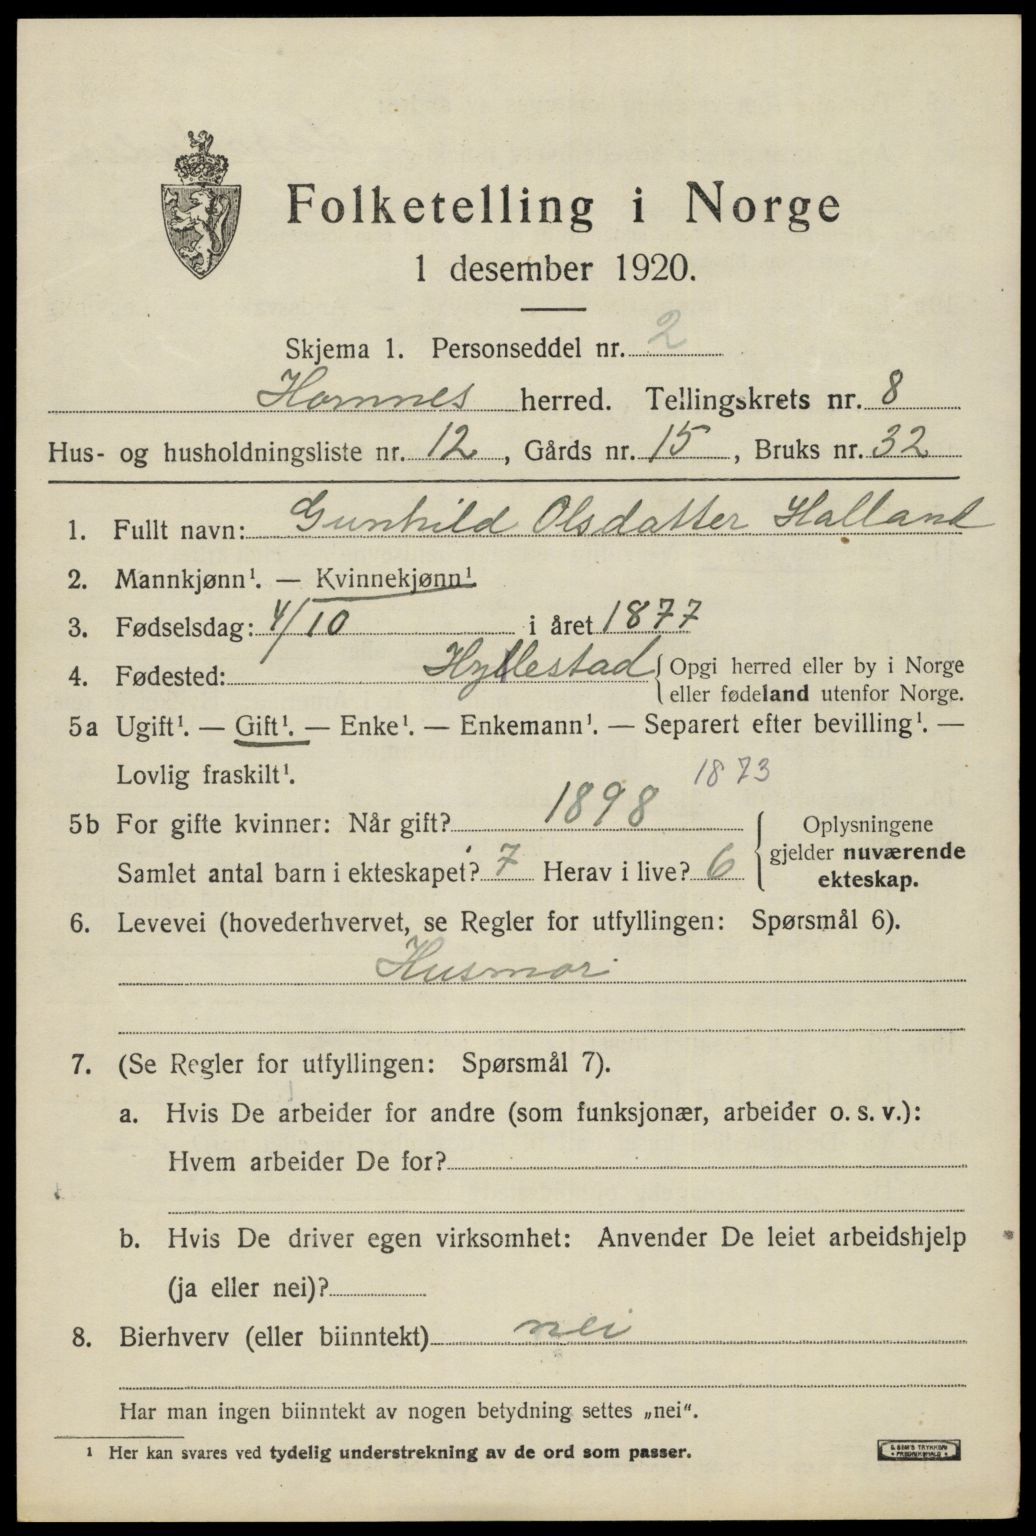 Folketelling i Norge
1 desember 1920.
Skjema 1. Personseddel nr. 2
Homnes herred. Tellingskrets nr. 8
Hus- og husholdningsliste nr. 12, Gårds nr. 15, Bruks nr. 32
1. Fullt navn: Gunhild Olsdatter Halland
2. Mannkjønn¹. — Kvinnekjønn¹
3. Fødselsdag: 4/10 i året 1877
4. Fødested: Hyllestad { Opgi herred eller by i Norge
eller fødeland utenfor Norge.
5a Ugift¹. — Gift¹. — Enke¹. — Enkemann¹. — Separert efter bevilling¹. —
Lovlig fraskilt¹. 1873
5b For gifte kvinner: Når gift? 1898 { Oplysningene
gjelder nuværende
Samlet antal barn i ekteskapet? 7 Herav i live? 6 ekteskap.
6. Levevei (hovederhvervet, se Regler for utfyllingen: Spørsmål 6).
Husmor
7. (Se Regler for utfyllingen: Spørsmål 7).
a. Hvis De arbeider for andre (som funksjonær, arbeider o. s. v.):
Hvem arbeider De for?
b. Hvis De driver egen virksomhet: Anvender De leiet arbeidshjelp
(ja eller nei)?
8. Bierhverv (eller biinntekt) nei
Har man ingen biinntekt av nogen betydning settes „nei“.
¹ Her kan svares ved tydelig understrekning av de ord som passer.